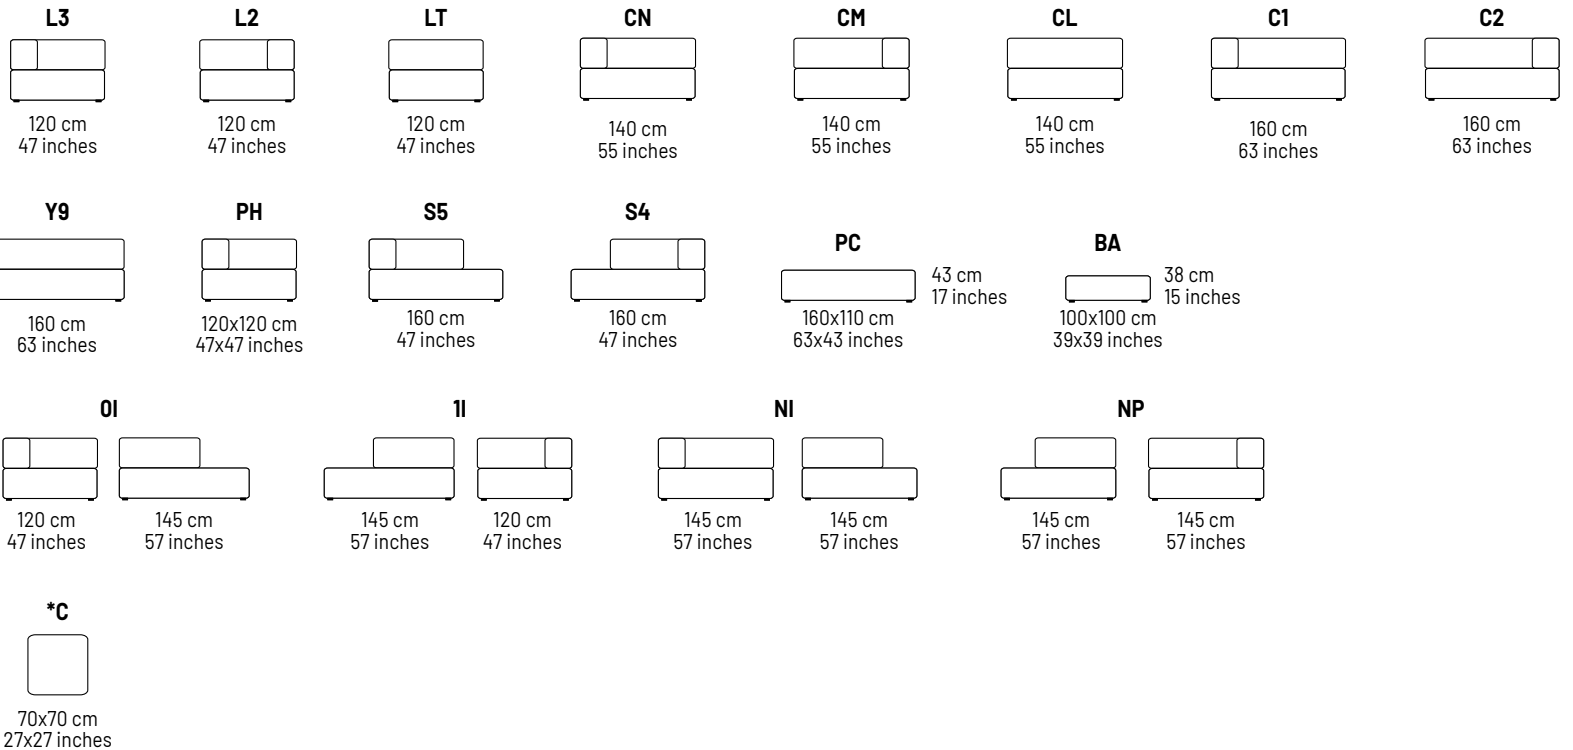 L3
L2
LT
CN
CM
CL
C1
C2
120 cm
47 inches
120 cm
47 inches
120 cm
47 inches
140 cm
55 inches
140 cm
55 inches
140 cm
55 inches
160 cm
63 inches
160 cm
63 inches
Y9
PH
S5
S4
PC
BA
43 cm
17 inches
38 cm
15 inches
160 cm
63 inches
120x120 cm
47x47 inches
160 cm
47 inches
160 cm
47 inches
160x110 cm
63x43 inches
100x100 cm
39x39 inches
0I
1I
NI
NP
120 cm
47 inches
145 cm
57 inches
145 cm
57 inches
120 cm
47 inches
145 cm
57 inches
145 cm
57 inches
145 cm
57 inches
145 cm
57 inches
*C
70x70 cm
27x27 inches